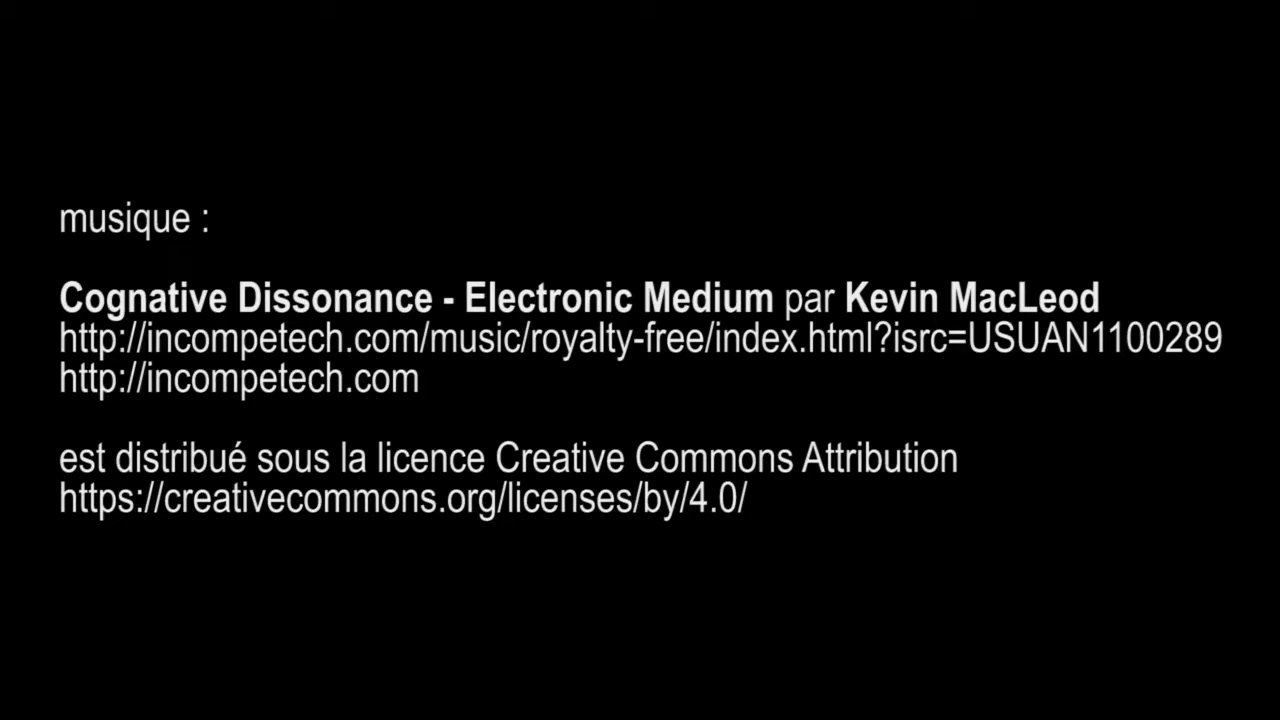 musique :
Cognative Dissonance - Electronic Medium par Kevin MacLeod
http://incompetech.com/music/royalty-free/index.html?isrc=USUAN1100289
http://incompetech.com
est distribué sous la licence Creative Commons Attribution
https://creativecommons.org/licenses/by/4.0/